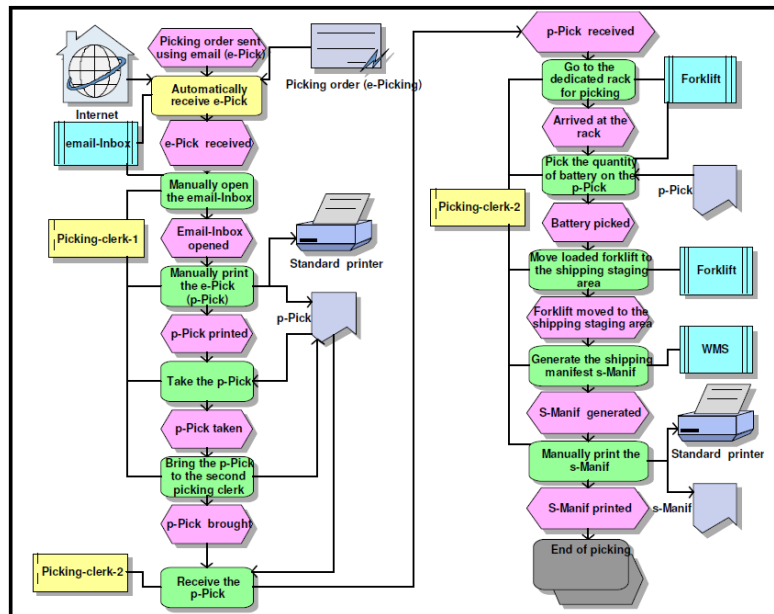 Picking order sent
using email (e-Pick)
Picking order (e-Picking)
Internet
Automatically
receive e-Pick
email-Inbox
e-Pick received
Manually open
the email-Inbox
Picking-clerk-1
Email-Inbox
opened
Standard printer
Manually print
the e-Pick
(p-Pick)
p-Pick
p-Pick printed
Take the p-Pick
p-Pick taken
Bring the p-Pick
to the second
picking clerk
p-Pick brought
Picking-clerk-2
Receive the
p-Pick
p-Pick received
Go to the
dedicated rack
for picking
Forklift
Arrived at the
rack
Pick the quantity
of battery on the
p-Pick
p-Pick
Picking-clerk-2
Battery picked
Move loaded forklift to
the shipping staging
area
Forklift
Forklift moved to the
shipping staging area
Generate the shipping
manifest s-Manif
WMS
S-Manif generated
Manually print the
s-Manif
Standard printer
s-Manif
S-Manif printed
End of picking